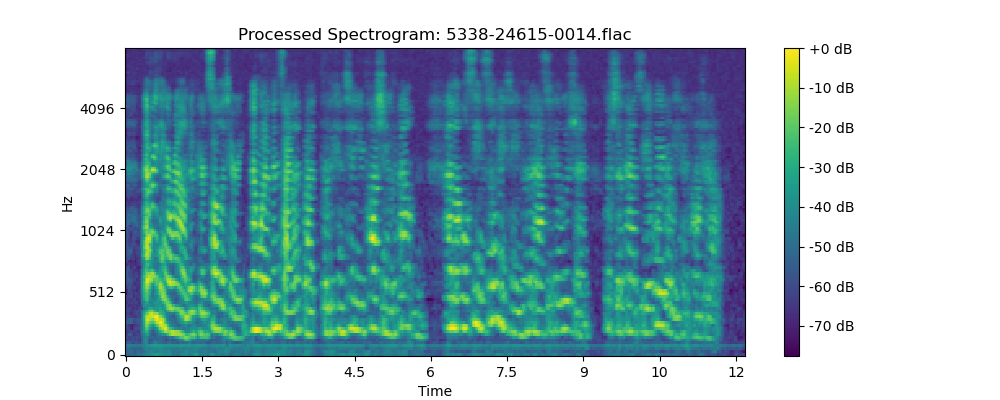 Processed Spectrogram: 5338-24615-0014.flac
Hz
4096
2048
1024
512
0
0 1.5 3 4.5 6 7.5 9 10 12
Time
+0 dB
-10 dB
-20 dB
-30 dB
-40 dB
-50 dB
-60 dB
-70 dB